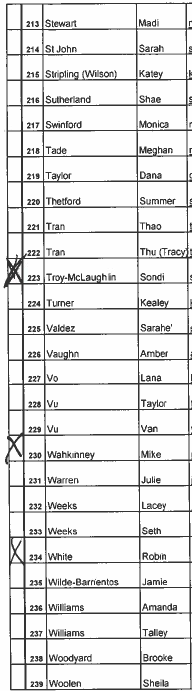 213 Stewart Madi
214 St John Sarah
215 Stripling (Wilson) Katey
216 Sutherland Shae
217 Swinford Monica
218 Tade Meghan
219 Taylor Dana
220 Thetford Summer
221 Tran Thao
222 Tran Thu (Tracy)
223 Troy-McLaughlin Sondi
224 Turner Kealey
225 Valdez Sarahe'
226 Vaughn Amber
227 Vo Lana
228 Vu Taylor
229 Vu Van
230 Wahkinney Mike
231 Warren Julie
232 Weeks Lacey
233 Weeks Seth
234 White Robin
235 Wilde-Barrientos Jamie
236 Williams Amanda
237 Williams Talley
238 Woodyard Brooke
239 Woolen Sheila